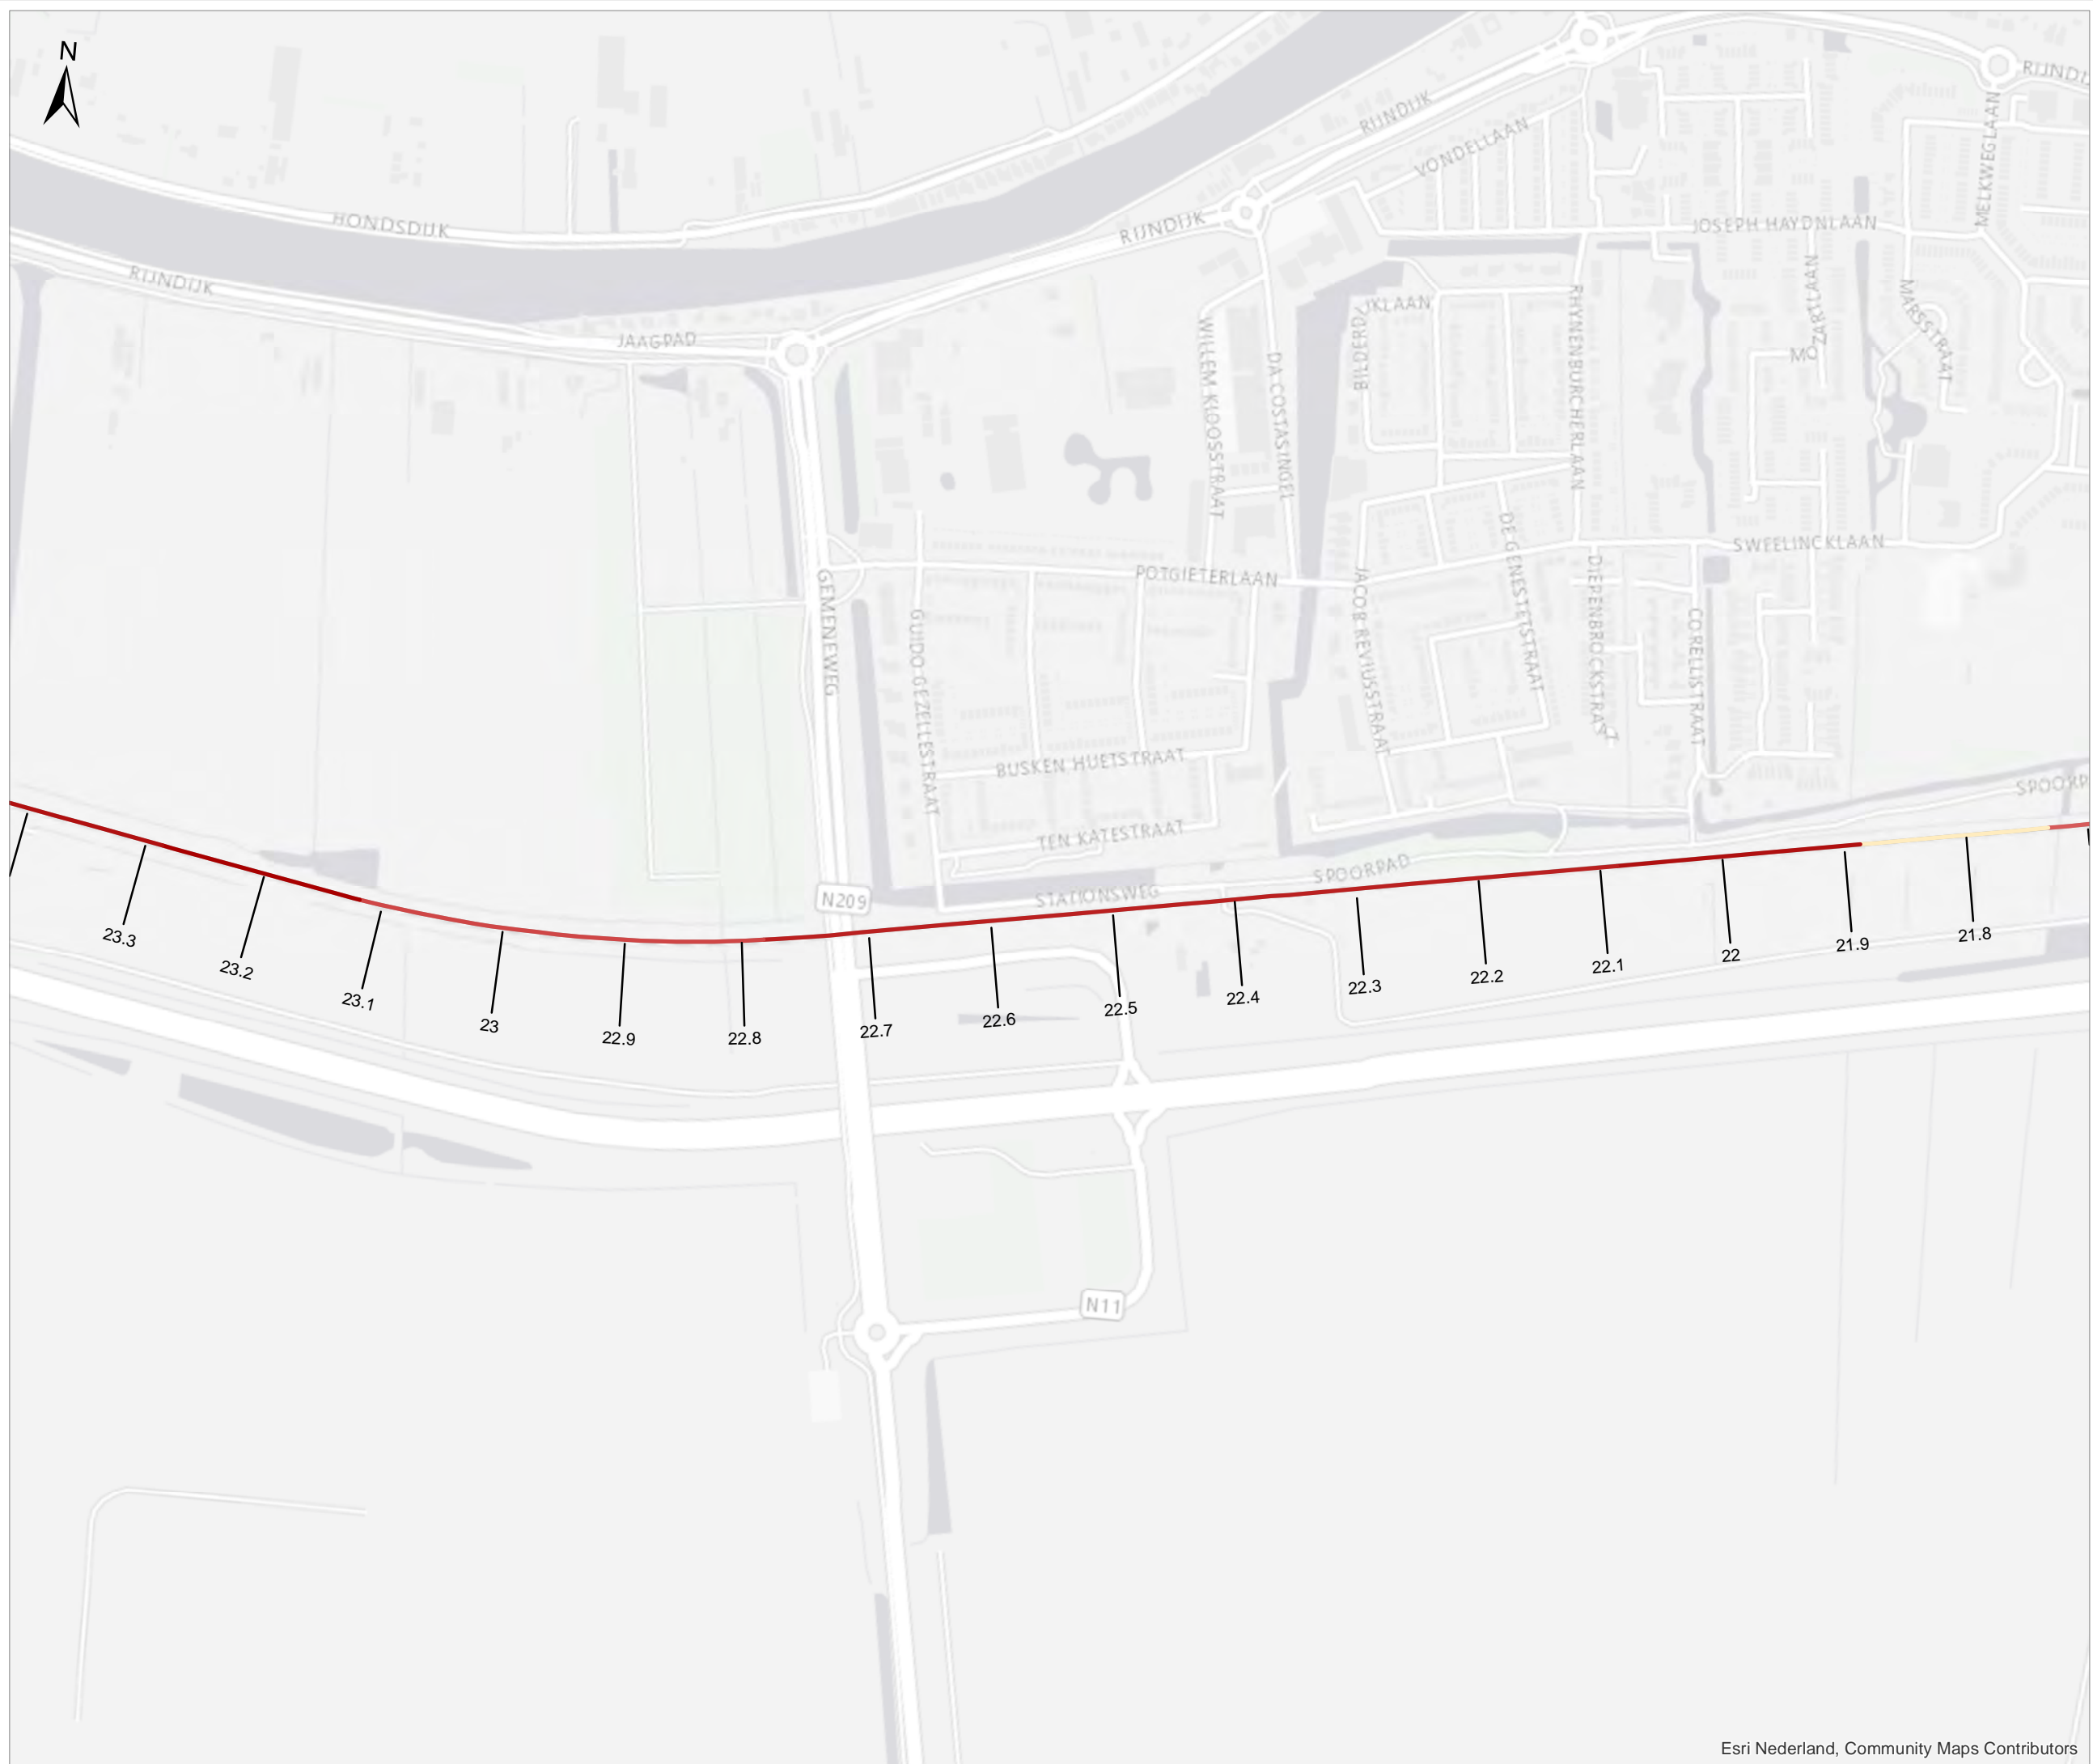 N
RIJNDIJK
RIJNDIJK
VONDELLAAN
MELKWEGLAAN
HONDSDIJK
RIJNDIJK
JOSEPH HAYDNLAAN
RIJNDIJK
JAAGPAD
BILDERDIJKLAAN
RHYNENBURCHERLAAN
MOZARTLAAN
MARSSTRAAT
WILLEM KLOOSSTRAAT
DA COSTASINGEL
SWEELINCKLAAN
POTGIETERLAAN
DE GENESTETSTRAAT
DIEPENBROCKSTRAAT
CORELLISTRAAT
JACOB REVIUSSTRAAT
GEMENEWEG
GUIDO GEZELLESTRAAT
BUSKEN HUETSTRAAT
SPOORP
TEN KATESTRAAT
SPOORPAD
STATIONSWEG
N209
23.3
23.2
23.1
23
22.9
22.8
22.7
22.6
22.5
22.4
22.3
22.2
22.1
22
21.9
21.8
N11
Esri Nederland, Community Maps Contributors